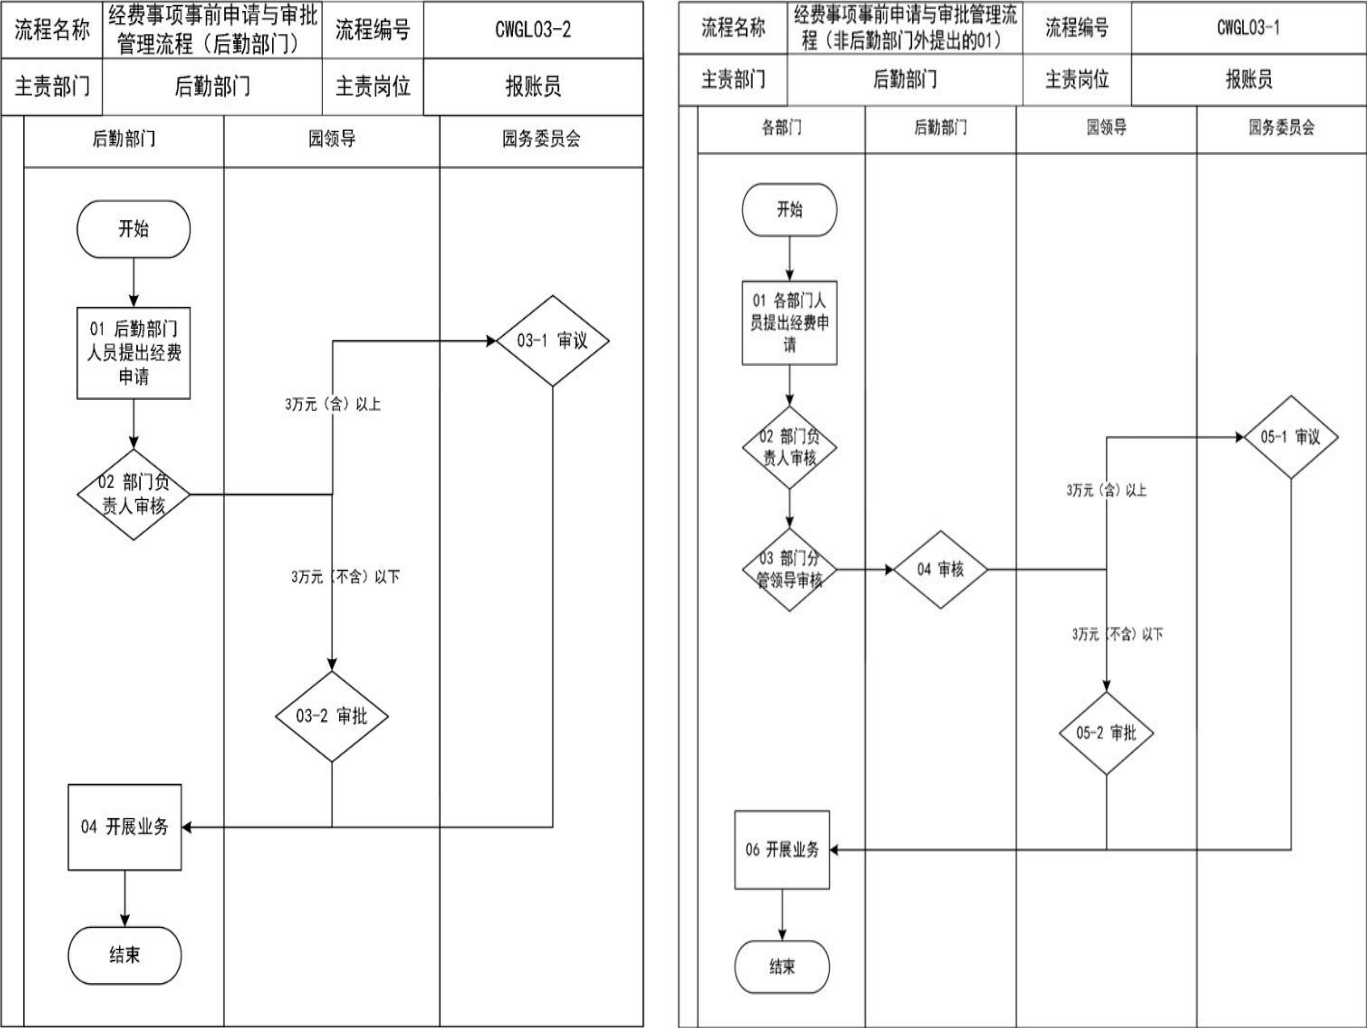 流程名称
经费事项事前申请与审批
管理流程（后勤部门）
流程编号
CWGL03-2
主责部门
后勤部门
主责岗位
报账员
后勤部门
园领导
园务委员会
开始
01 后勤部门
人员提出经费
申请
02 部门负
责人审核
3万元（含）以上
03-1 审议
3万元（不含）以下
03-2 审批
04 开展业务
结束
流程名称
经费事项事前申请与审批管理流
程（非后勤部门外提出的01）
流程编号
CWGL03-1
主责部门
后勤部门
主责岗位
报账员
各部门
后勤部门
园领导
园务委员会
开始
01 各部门人
员提出经费申
请
02 部门负
责人审核
03 部门分
管领导审核
04 审核
3万元（含）以上
05-1 审议
3万元（不含）以下
05-2 审批
06 开展业务
结束